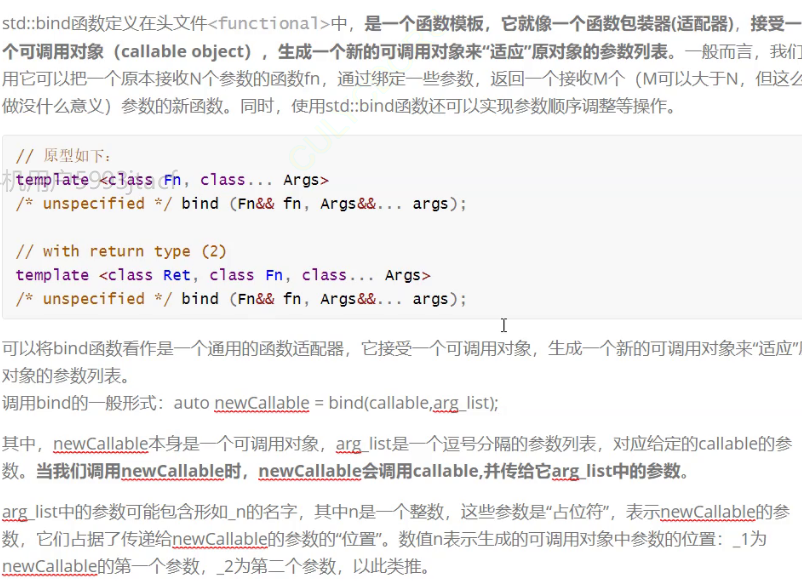 std::bind函数定义在头文件<functional>中，是一个函数模板，它就像一个函数包装器(适配器)，接受一
个可调用对象（callable object），生成一个新的可调用对象来“适应”原对象的参数列表。一般而言，我们
用它可以把一个原本接收N个参数的函数fn，通过绑定一些参数，返回一个接收M个（M可以大于N，但这么
做没什么意义）参数的新函数。同时，使用std::bind函数还可以实现参数顺序调整等操作。
// 原型如下：
template <class Fn, class... Args>
/* unspecified */ bind (Fn&& fn, Args&&... args);
// with return type (2)
template <class Ret, class Fn, class... Args>
/* unspecified */ bind (Fn&& fn, Args&&... args);
可以将bind函数看作是一个通用的函数适配器，它接受一个可调用对象，生成一个新的可调用对象来“适应”
对象的参数列表。
调用bind的一般形式：auto newCallable = bind(callable,arg_list);
其中，newCallable本身是一个可调用对象，arg_list是一个逗号分隔的参数列表，对应给定的callable的参
数。当我们调用newCallable时，newCallable会调用callable,并传给它arg_list中的参数。
arg_list中的参数可能包含形如_n的名字，其中n是一个整数，这些参数是“占位符”，表示newCallable的参
数，它们占据了传递给newCallable的参数的“位置”。数值n表示生成的可调用对象中参数的位置：_1为
newCallable的第一个参数，_2为第二个参数，以此类推。